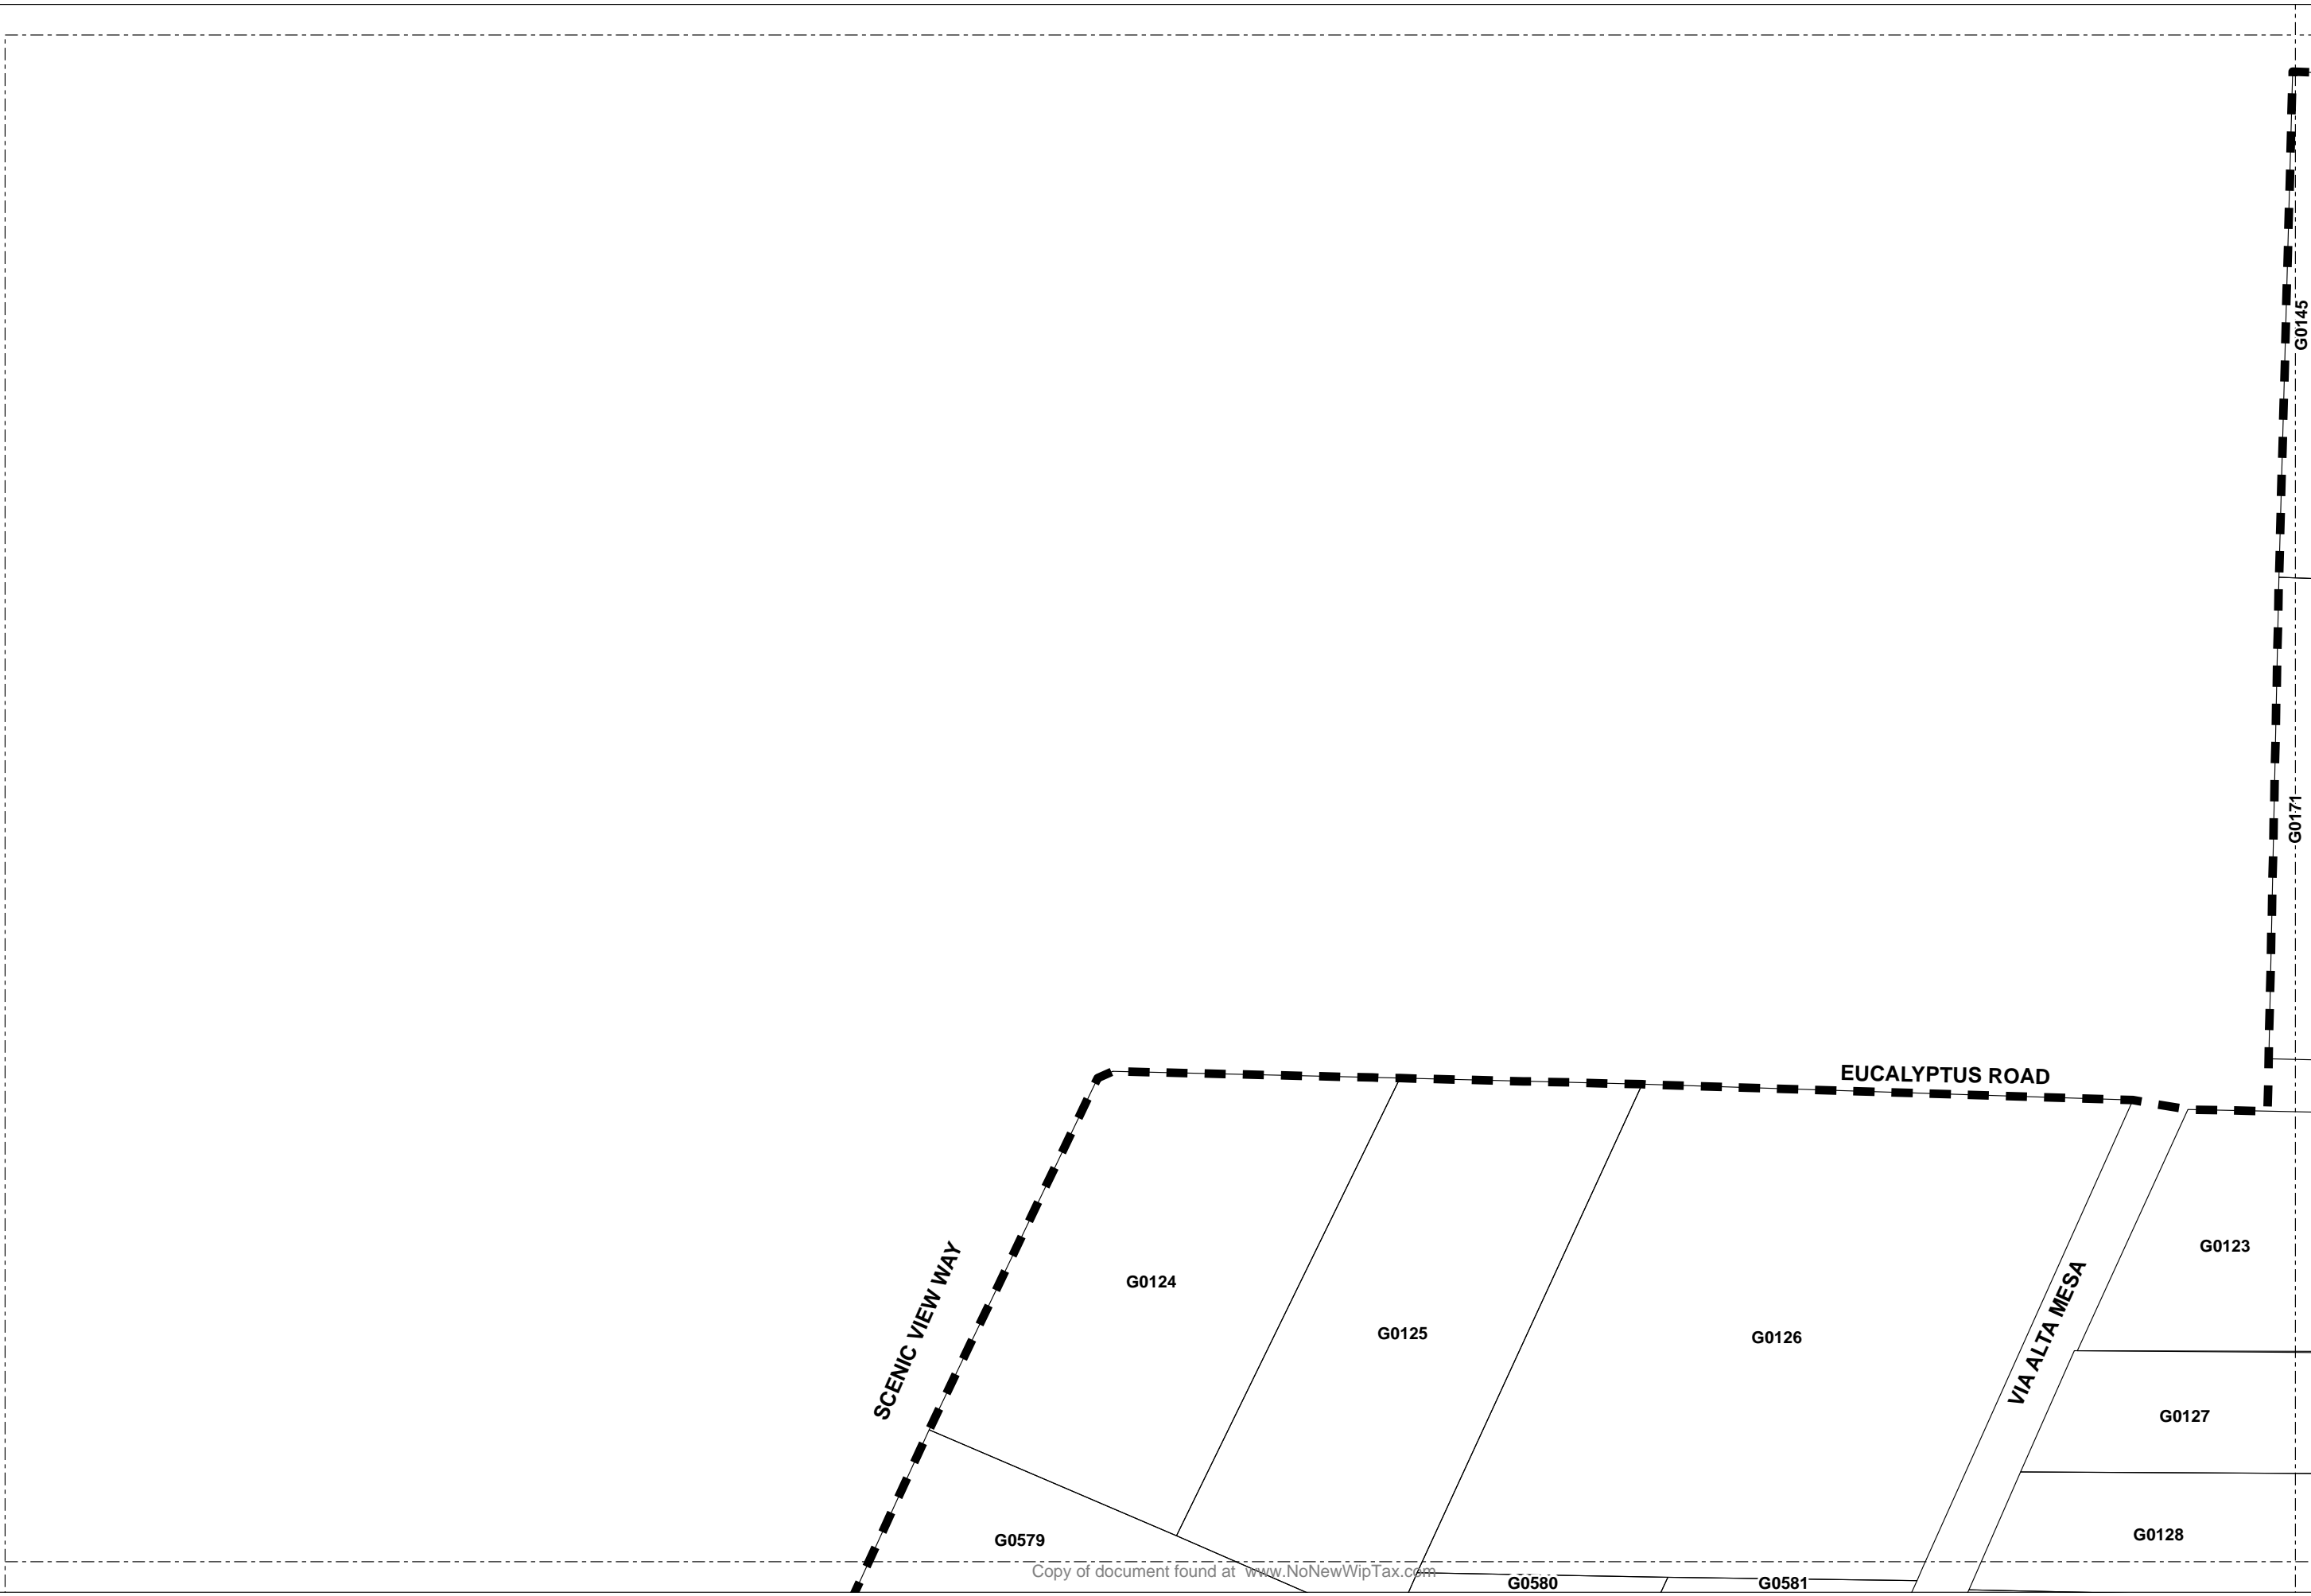 G0145
G0171
EUCALYPTUS ROAD
SCENIC VIEW WAY
G0124
G0125
G0126
VIA ALTA MESA
G0123
G0127
G0128
G0579
Copy of document found at www.NoNewWipTax.com
G0580
G0581